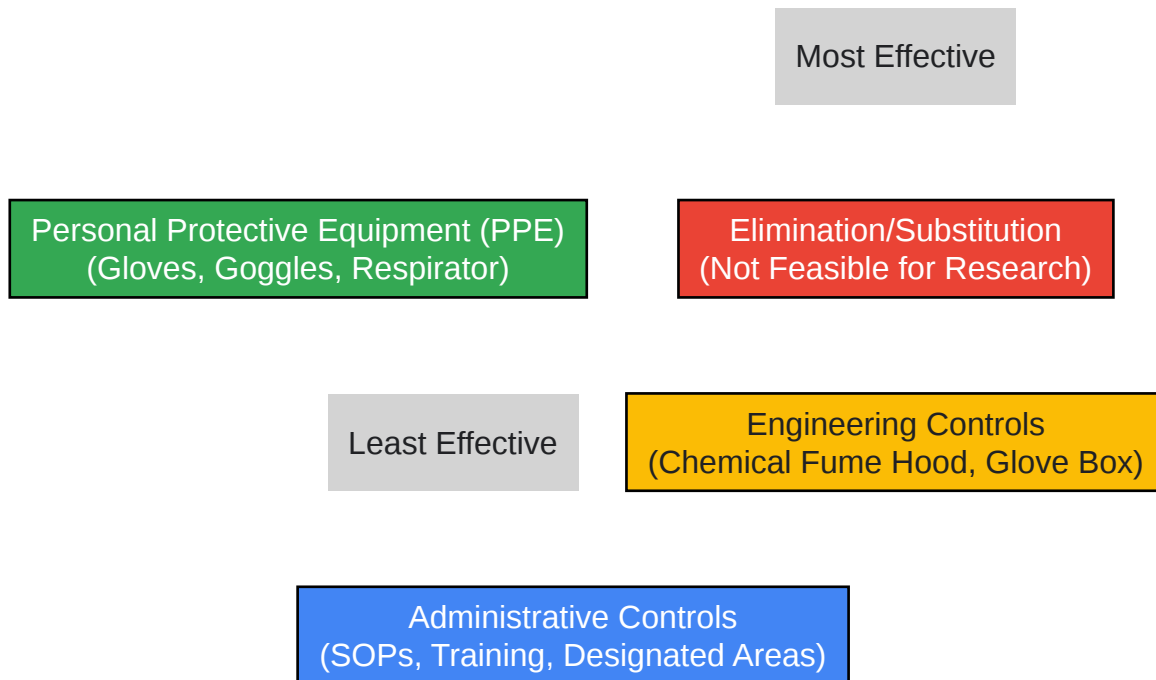 Most Effective
Personal Protective Equipment (PPE)
(Gloves, Goggles, Respirator)
Elimination/Substitution
(Not Feasible for Research)
Least Effective
Engineering Controls
(Chemical Fume Hood, Glove Box)
Administrative Controls
(SOPs, Training, Designated Areas)